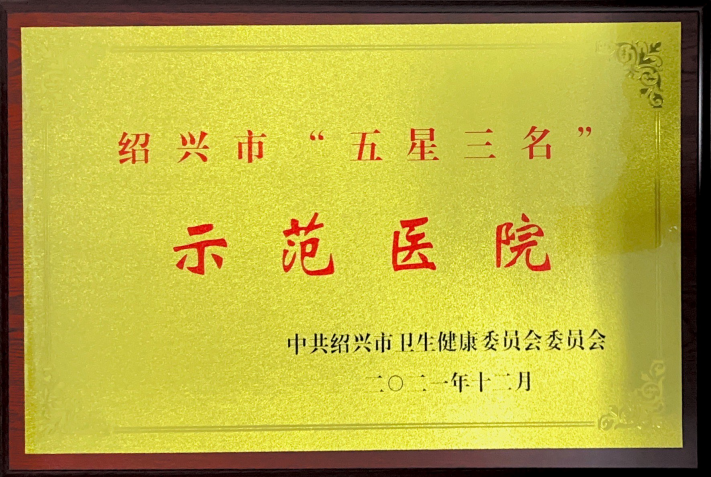 绍兴市“五星三名”
示范医院
中共绍兴市卫生健康委员会委员会
二〇二一年十二月